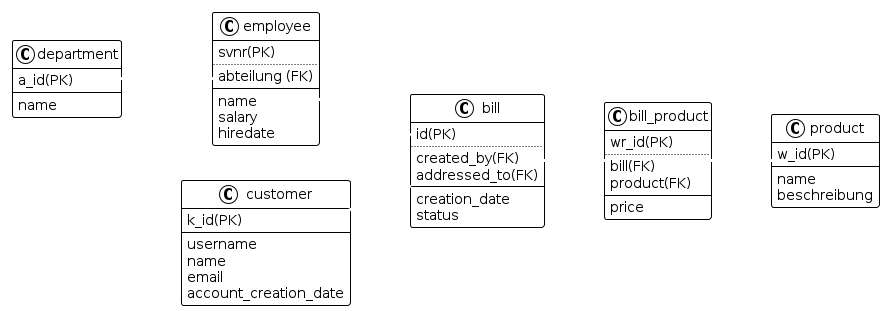 C department
a_id(PK)
name
C employee
svnr(PK)
abteilung (FK)
name
salary
hiredate
C customer
k_id(PK)
username
name
email
account_creation_date
C bill
id(PK)
created_by(FK)
addressed_to(FK)
creation_date
status
C bill_product
wr_id(PK)
bill(FK)
product(FK)
price
C product
w_id(PK)
name
beschreibung